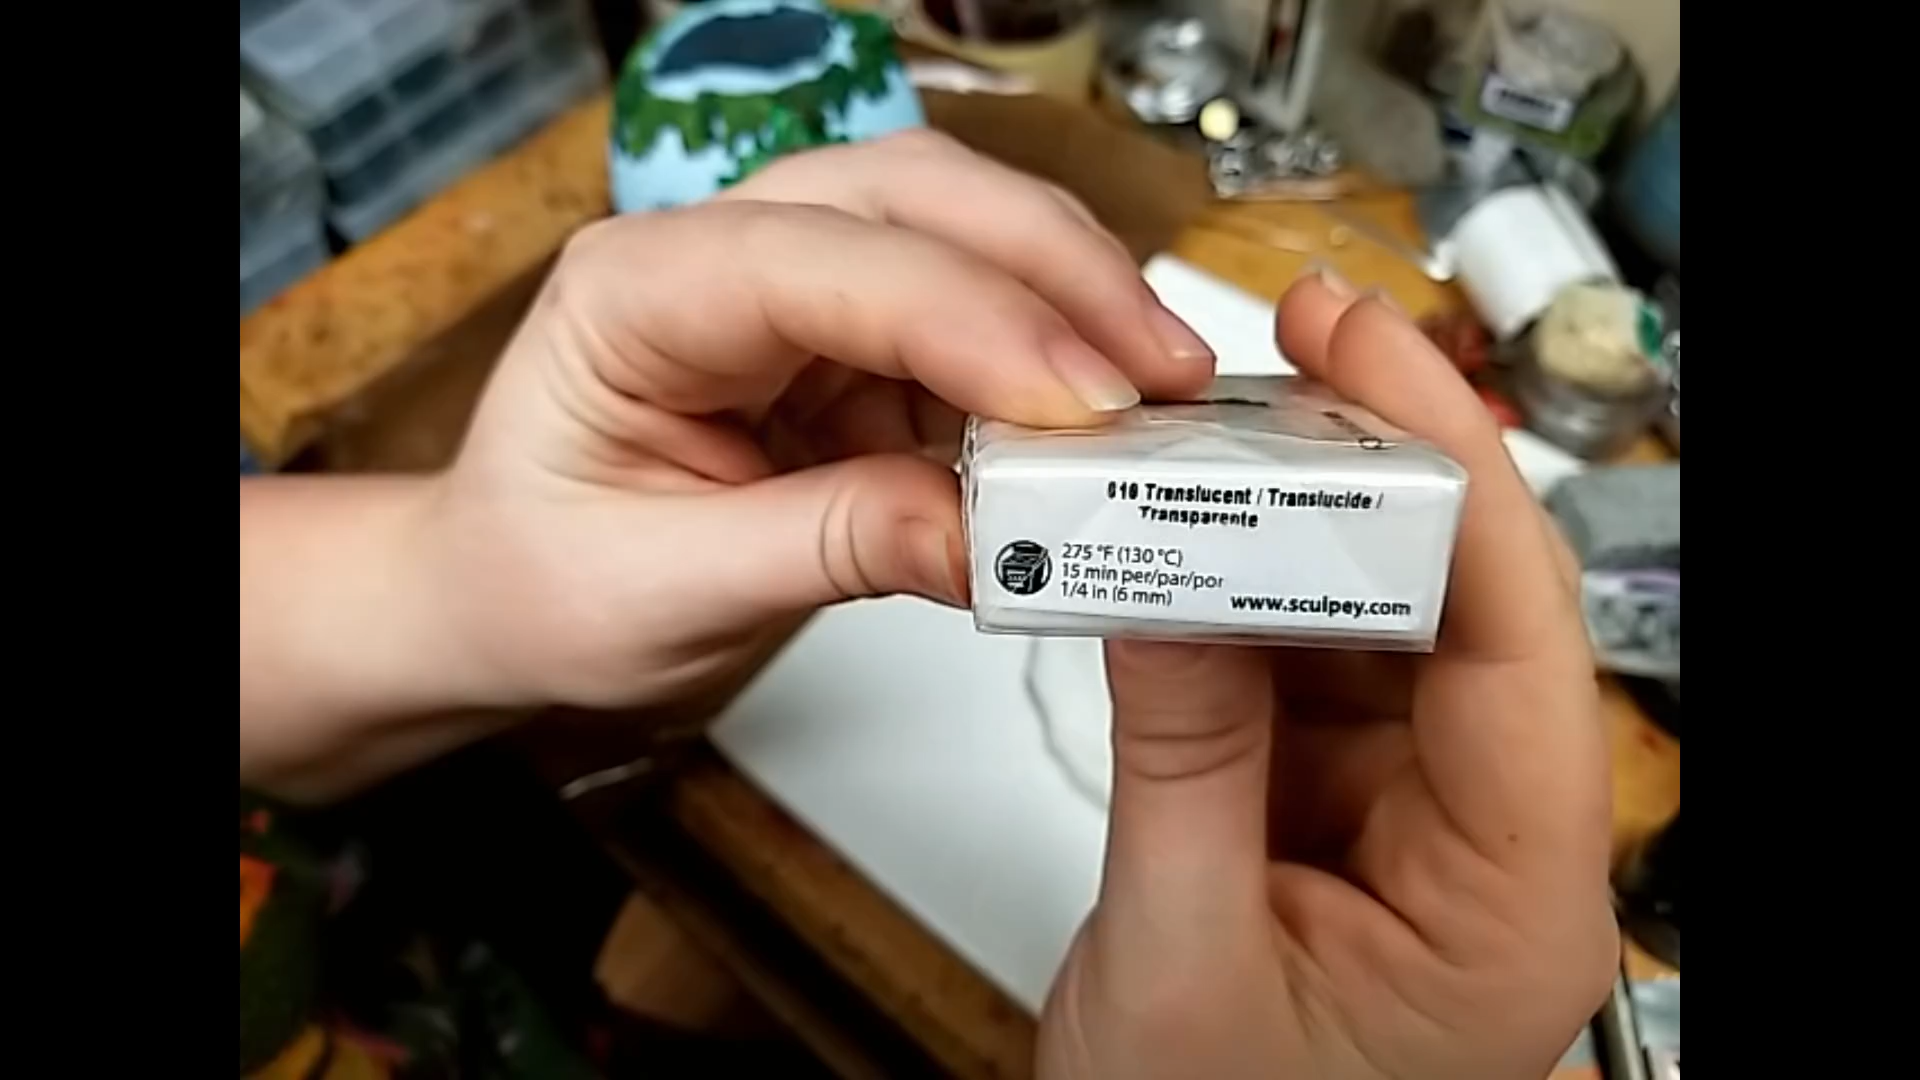 010 Translucent / Translucide /
Transparente
275 °F (130 °C)
15 min per/par/por
1/4 in (6 mm)
www.sculpey.com